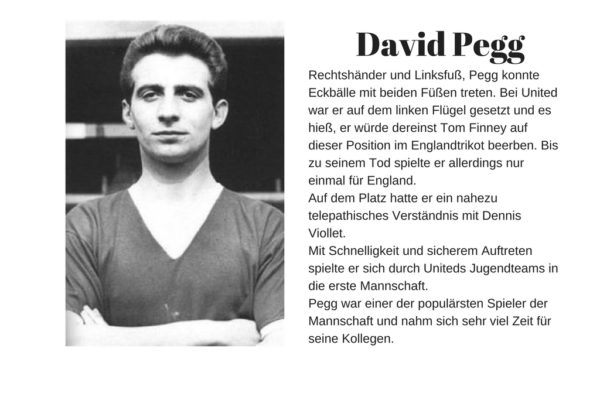 David Pegg
Rechtshänder und Linksfuß, Pegg konnte
Eckbälle mit beiden Füßen treten. Bei United
war er auf dem linken Flügel gesetzt und es
hieß, er würde dereinst Tom Finney auf
dieser Position im Englandtrikot beerben. Bis
zu seinem Tod spielte er allerdings nur
einmal für England.
Auf dem Platz hatte er ein nahezu
telepathisches Verständnis mit Dennis
Viollet.
Mit Schnelligkeit und sicherem Auftreten
spielte er sich durch Uniteds Jugendteams in
die erste Mannschaft.
Pegg war einer der populärsten Spieler der
Mannschaft und nahm sich sehr viel Zeit für
seine Kollegen.